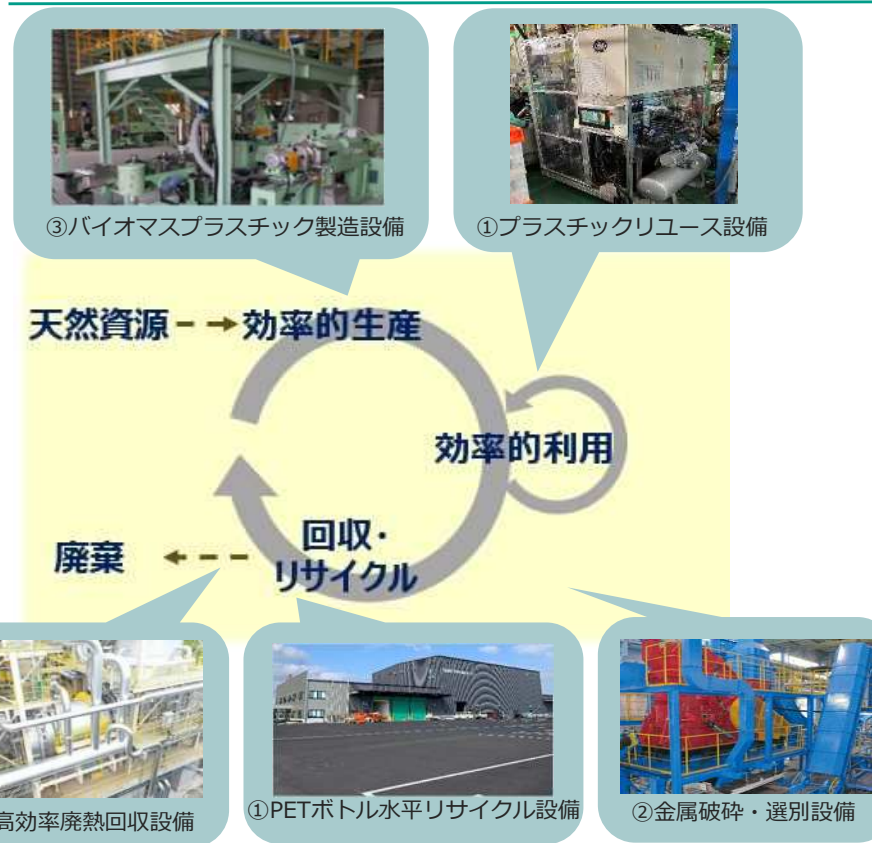 ③バイオマスプラスチック製造設備
①プラスチックリユース設備
天然資源
効率的生産
効率的利用
回収・
リサイクル
廃棄
高効率廃熱回収設備
①PETボトル水平リサイクル設備
②金属破砕・選別設備